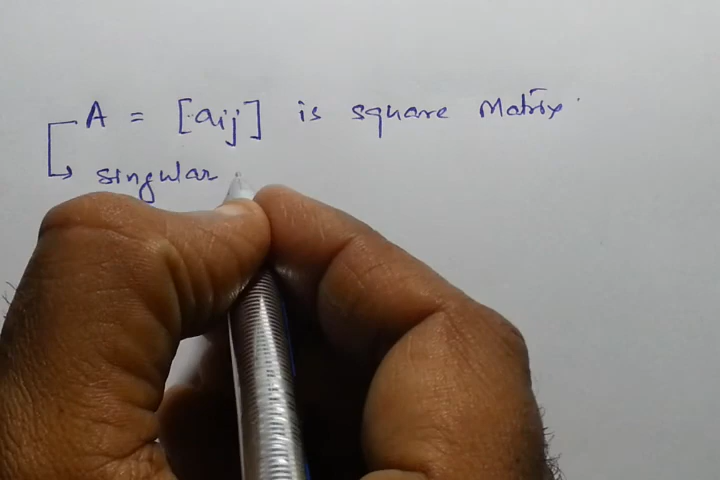 A = [aij] is square Matrix.
singular